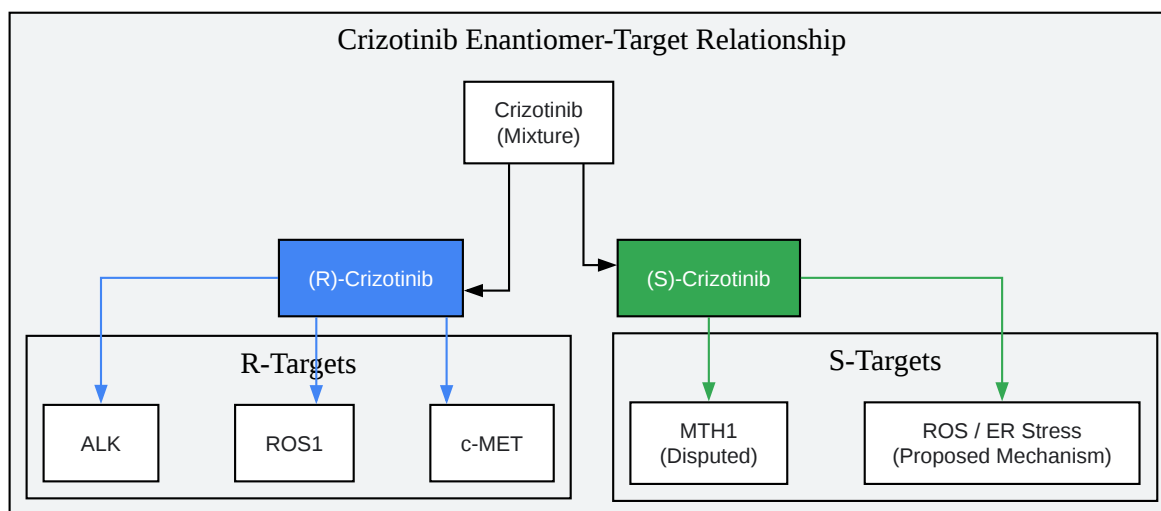 Crizotinib Enantiomer-Target Relationship
Crizotinib
(Mixture)
(R)-Crizotinib
(S)-Crizotinib
R-Targets
S-Targets
ALK
ROS1
c-MET
MTH1
(Disputed)
ROS / ER Stress
(Proposed Mechanism)